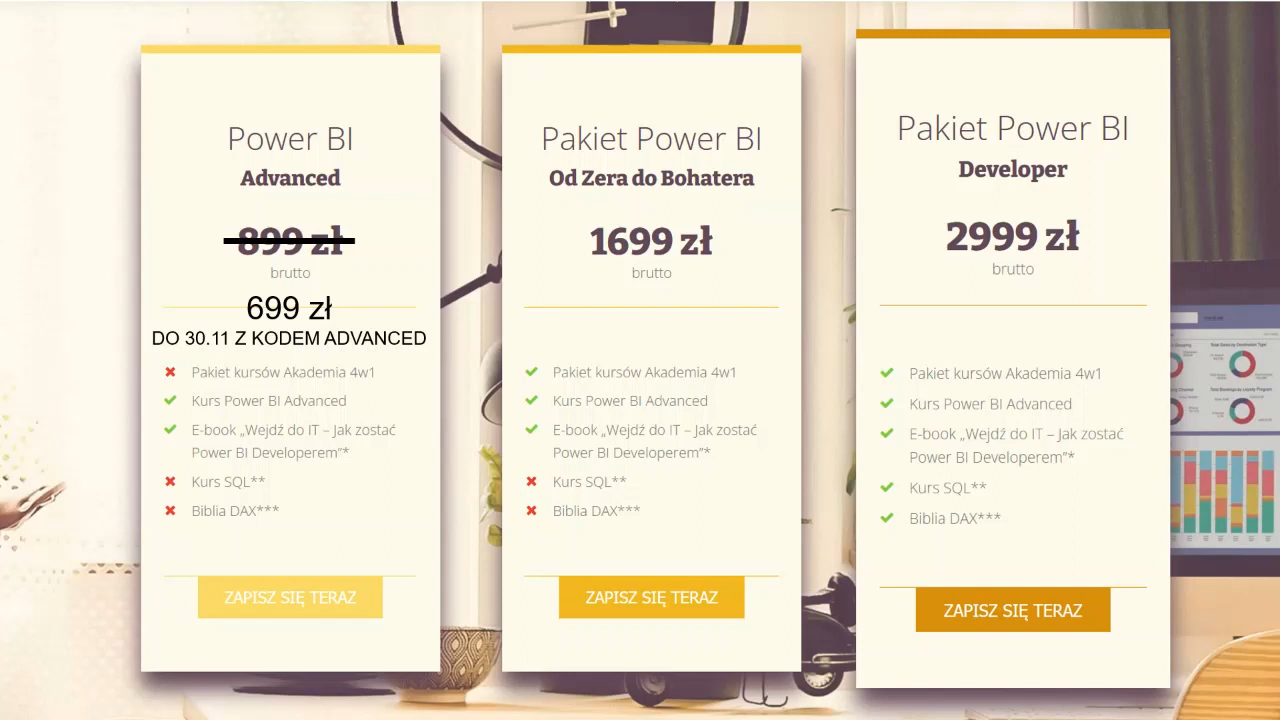 Power BI
Advanced
899 zł
brutto
699 zł
DO 30.11 Z KODEM ADVANCED
Pakiet kursów Akademia 4w1
Kurs Power BI Advanced
E-book „Wejdź do IT – Jak zostać
Power BI Developerem”*
Kurs SQL**
Biblia DAX***
ZAPISZ SIĘ TERAZ
Pakiet Power BI
Od Zera do Bohatera
1699 zł
brutto
Pakiet kursów Akademia 4w1
Kurs Power BI Advanced
E-book „Wejdź do IT – Jak zostać
Power BI Developerem”*
Kurs SQL**
Biblia DAX***
ZAPISZ SIĘ TERAZ
Pakiet Power BI
Developer
2999 zł
brutto
Pakiet kursów Akademia 4w1
Kurs Power BI Advanced
E-book „Wejdź do IT – Jak zostać
Power BI Developerem”*
Kurs SQL**
Biblia DAX***
ZAPISZ SIĘ TERAZ